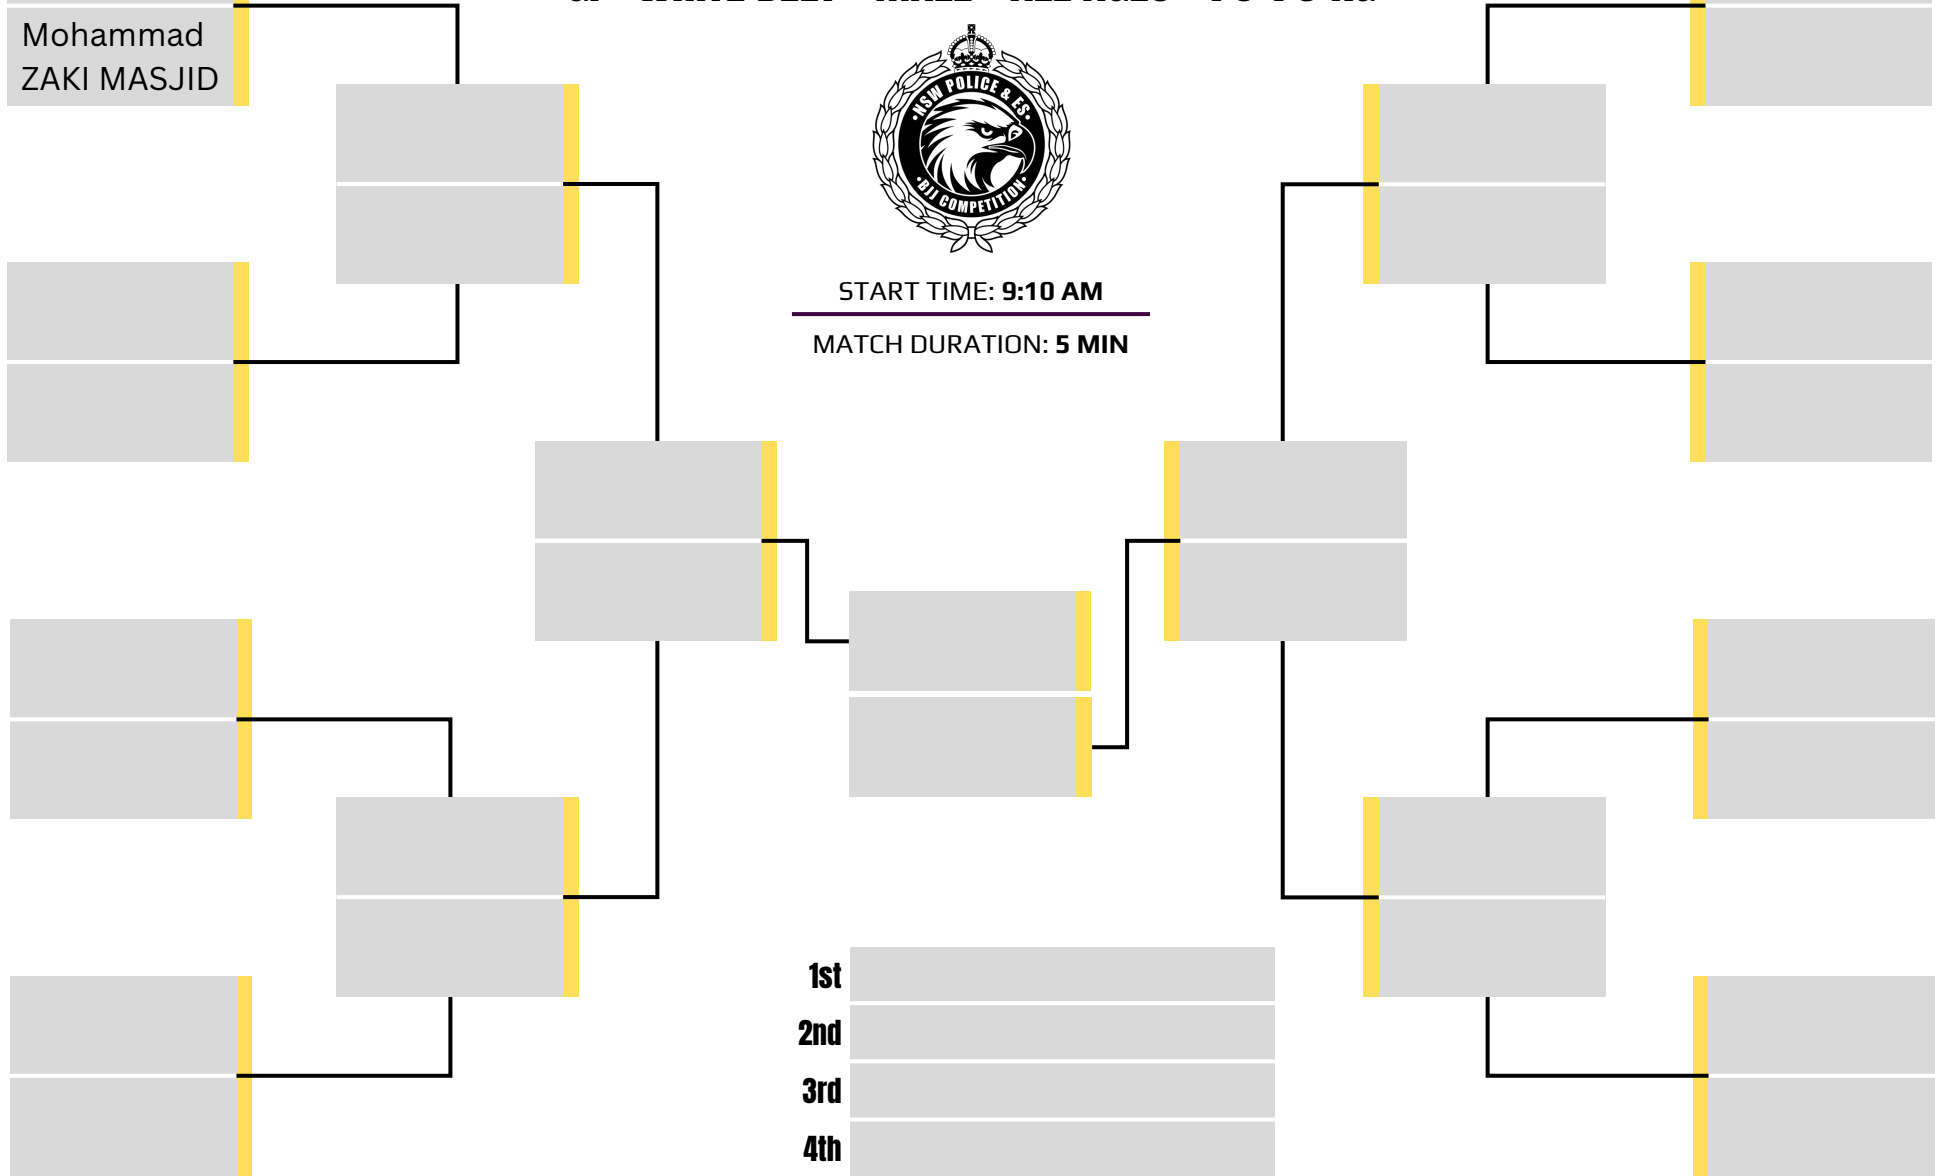 Mohammad
ZAKI MASJID
NSW POLICE & ES
BJJ COMPETITION
START TIME: 9:10 AM
MATCH DURATION: 5 MIN
1st
2nd
3rd
4th